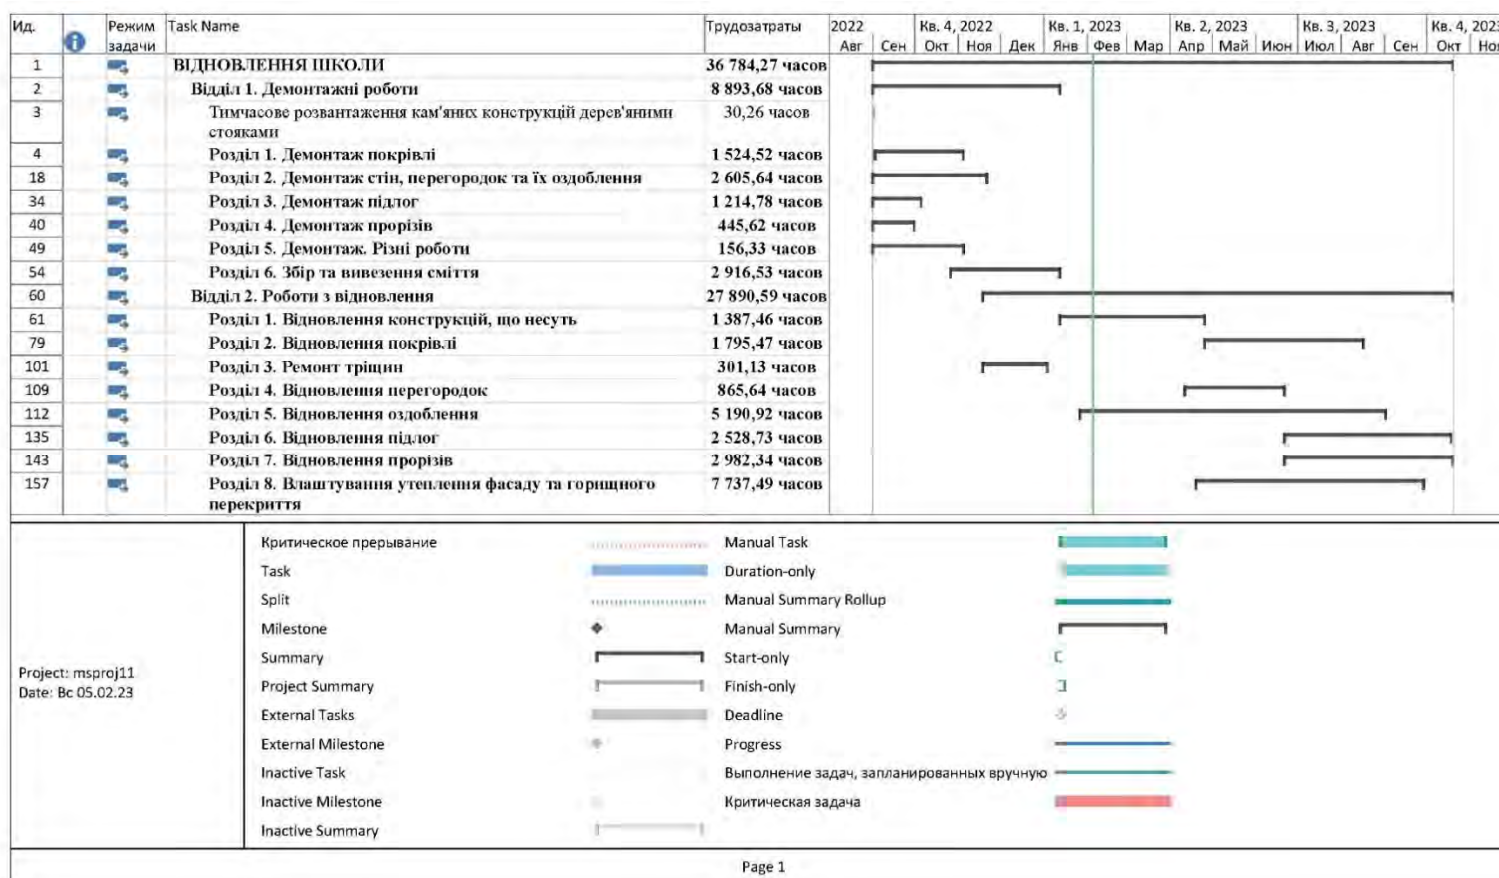 Ид. Режим задачи Task Name Трудозатраты 2022 Кв. 4, 2022 Кв. 1, 2023 Кв. 2, 2023 Кв. 3, 2023 Кв. 4, 2023
Авг Сен Окт Ноя Дек Янв Фев Мар Апр Май Июн Июл Авг Сен Окт Ноя
1 ВІДНОВЛЕННЯ ШКОЛИ 36 784,27 часов
2 Відділ 1. Демонтажні роботи 8 893,68 часов
3 Тимчасове розвантаження кам'яних конструкцій дерев'яними 30,26 часов
стояками
4 Розділ 1. Демонтаж покрівлі 1 524,52 часов
18 Розділ 2. Демонтаж стін, перегородок та їх оздоблення 2 605,64 часов
34 Розділ 3. Демонтаж підлог 1 214,78 часов
40 Розділ 4. Демонтаж прорізів 445,62 часов
49 Розділ 5. Демонтаж. Різні роботи 156,33 часов
54 Розділ 6. Збір та вивезення сміття 2 916,53 часов
60 Відділ 2. Роботи з відновлення 27 890,59 часов
61 Розділ 1. Відновлення конструкцій, що несуть 1 387,46 часов
79 Розділ 2. Відновлення покрівлі 1 795,47 часов
101 Розділ 3. Ремонт тріщин 301,13 часов
109 Розділ 4. Відновлення перегородок 865,64 часов
112 Розділ 5. Відновлення оздоблення 5 190,92 часов
135 Розділ 6. Відновлення підлог 2 528,73 часов
143 Розділ 7. Відновлення прорізів 2 982,34 часов
157 Розділ 8. Влаштування утеплення фасаду та горищного 7 737,49 часов
перекриття
Project: msproj11
Date: Вс 05.02.23
Критическое прерывание
Task
Split
Milestone
Summary
Project Summary
External Tasks
External Milestone
Inactive Task
Inactive Milestone
Inactive Summary
Manual Task
Duration-only
Manual Summary Rollup
Manual Summary
Start-only
Finish-only
Deadline
Progress
Выполнение задач, запланированных вручную
Критическая задача
Page 1